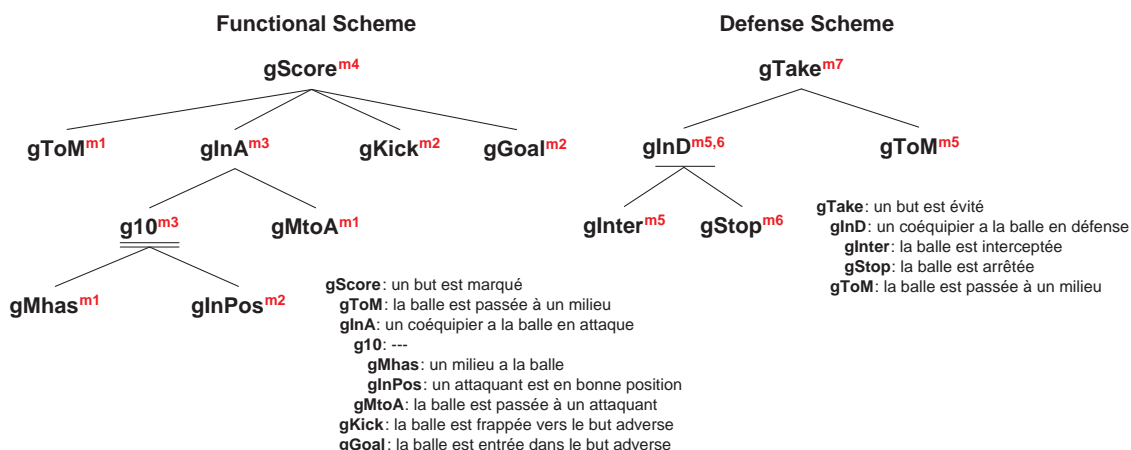 Functional Scheme
Defense Scheme
gScore m4
gTake m7
gToM m1
gInA m3
gKick m2
gGoal m2
gInD m5,6
gToM m5
g10 m3
gMtoA m1
gInter m5
gStop m6
gMhas m1
gInPos m2
gScore: un but est marqué
gToM: la balle est passée à un milieu
gInA: un coéquipier a la balle en attaque
g10: ---
gMhas: un milieu a la balle
gInPos: un attaquant est en bonne position
gMtoA: la balle est passée à un attaquant
gKick: la balle est frappée vers le but adverse
gGoal: la balle est entrée dans le but adverse
gTake: un but est évité
gInD: un coéquipier a la balle en défense
gInter: la balle est interceptée
gStop: la balle est arrêtée
gToM: la balle est passée à un milieu